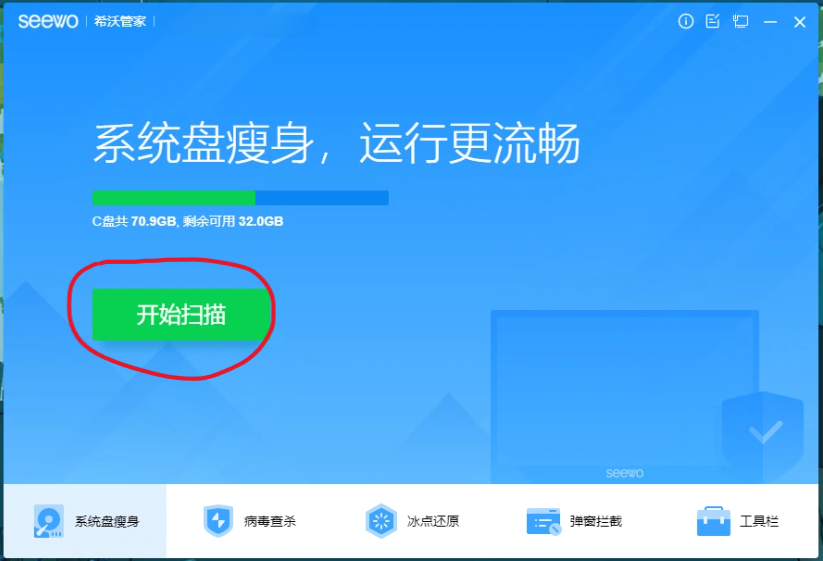 seewo 希沃管家
系统盘瘦身，运行更流畅
C盘共 70.9GB, 剩余可用 32.0GB
开始扫描
seewo
系统盘瘦身 病毒查杀 冰点还原 弹窗拦截 工具栏